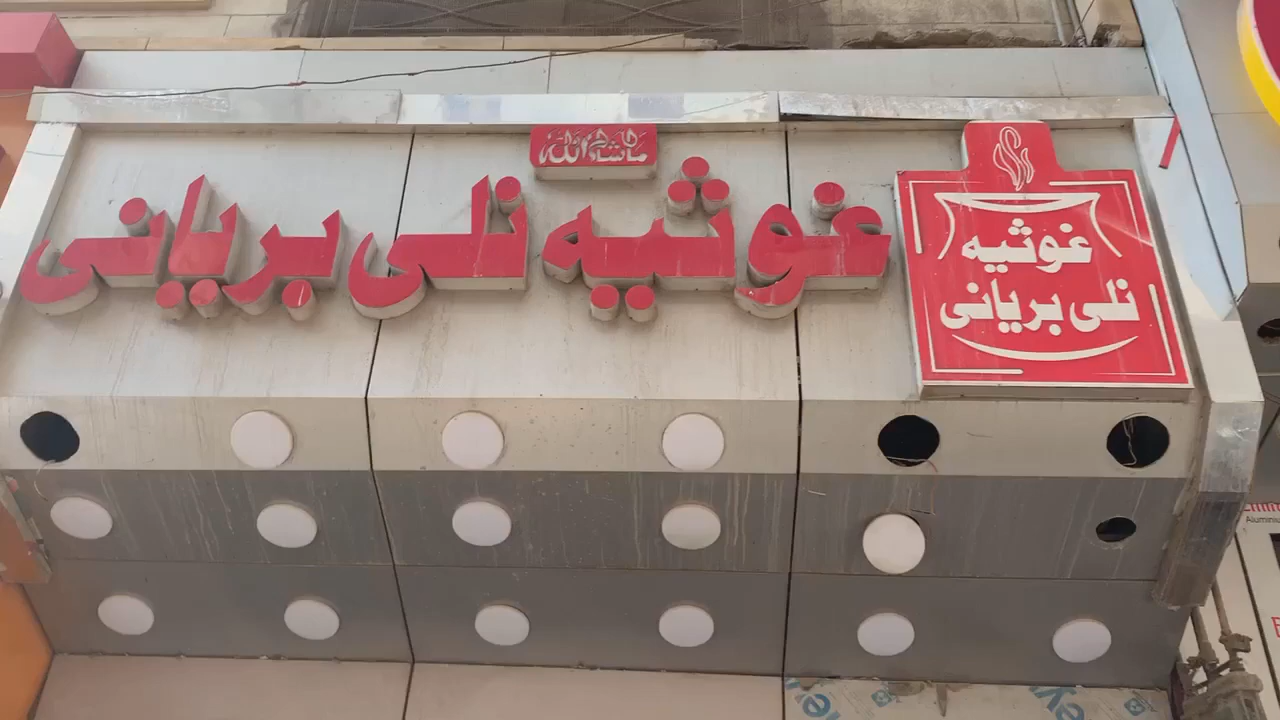 ماشاءاللہ
غوثیہ نلی بریانی
غوثیہ
نلی بریانی